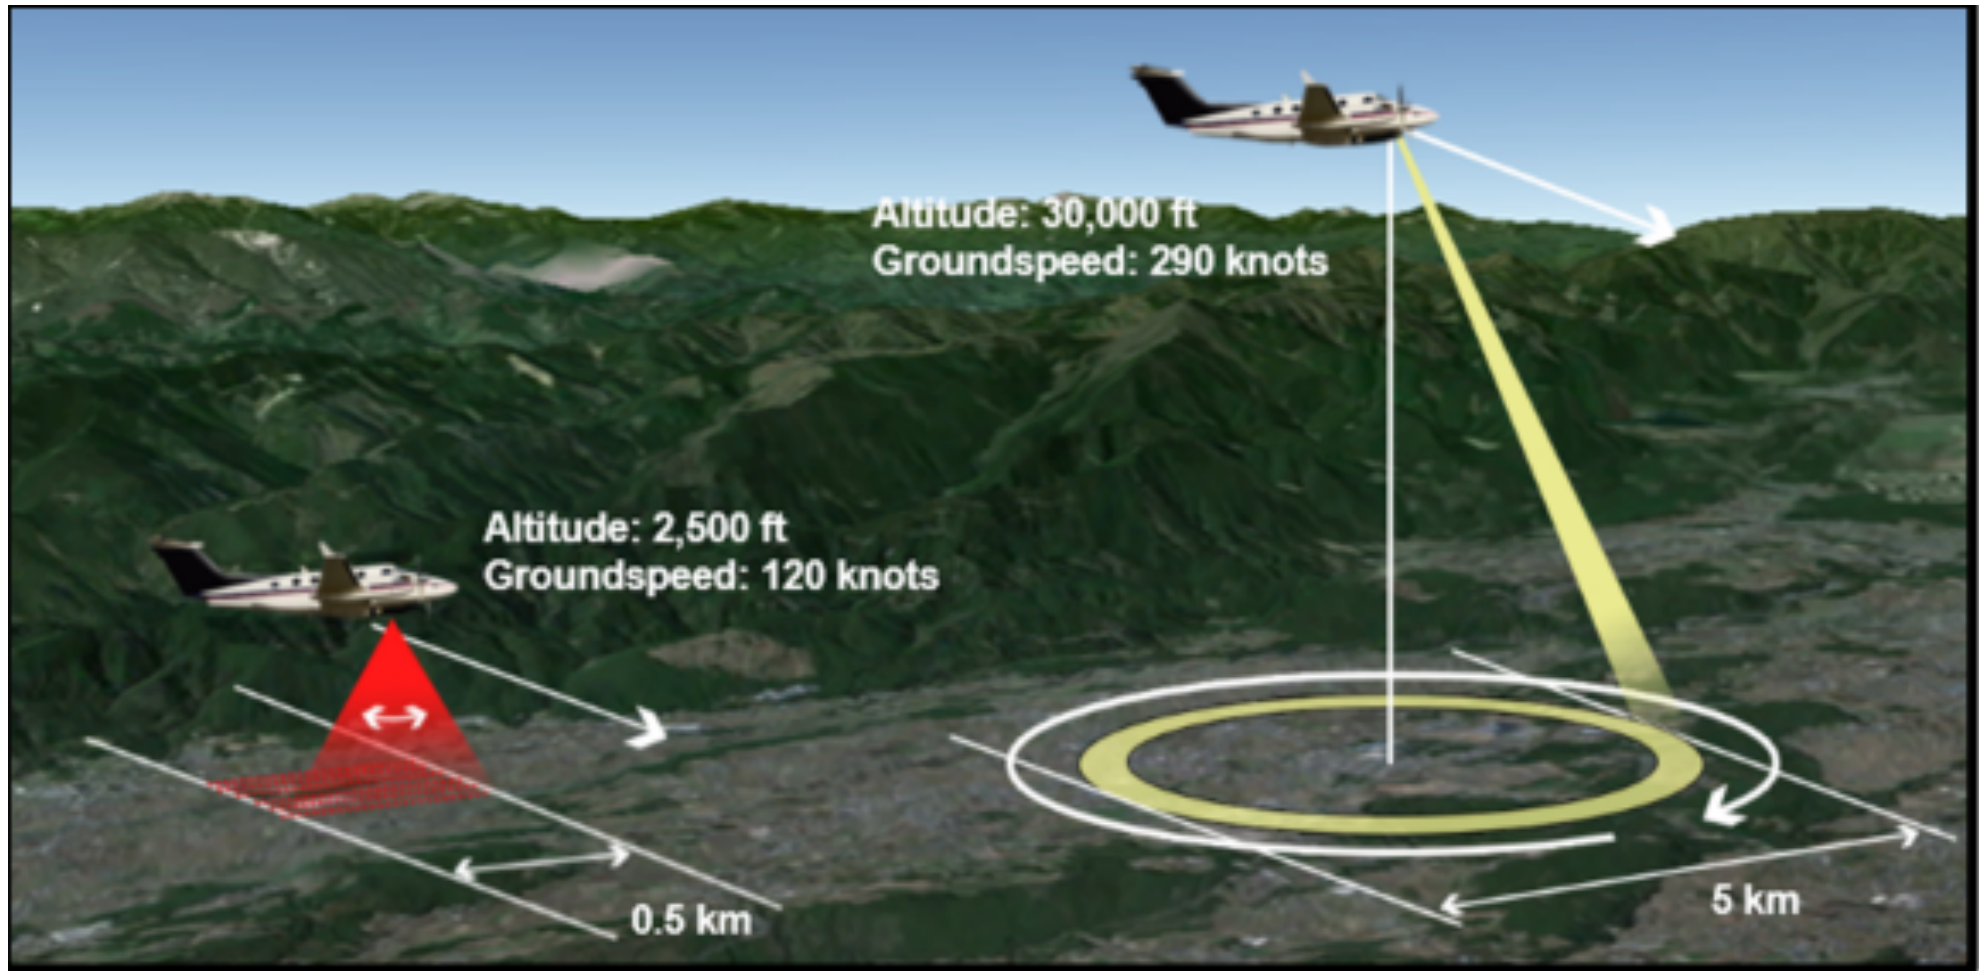 Altitude: 30,000 ft
Groundspeed: 290 knots
Altitude: 2,500 ft
Groundspeed: 120 knots
0.5 km
5 km